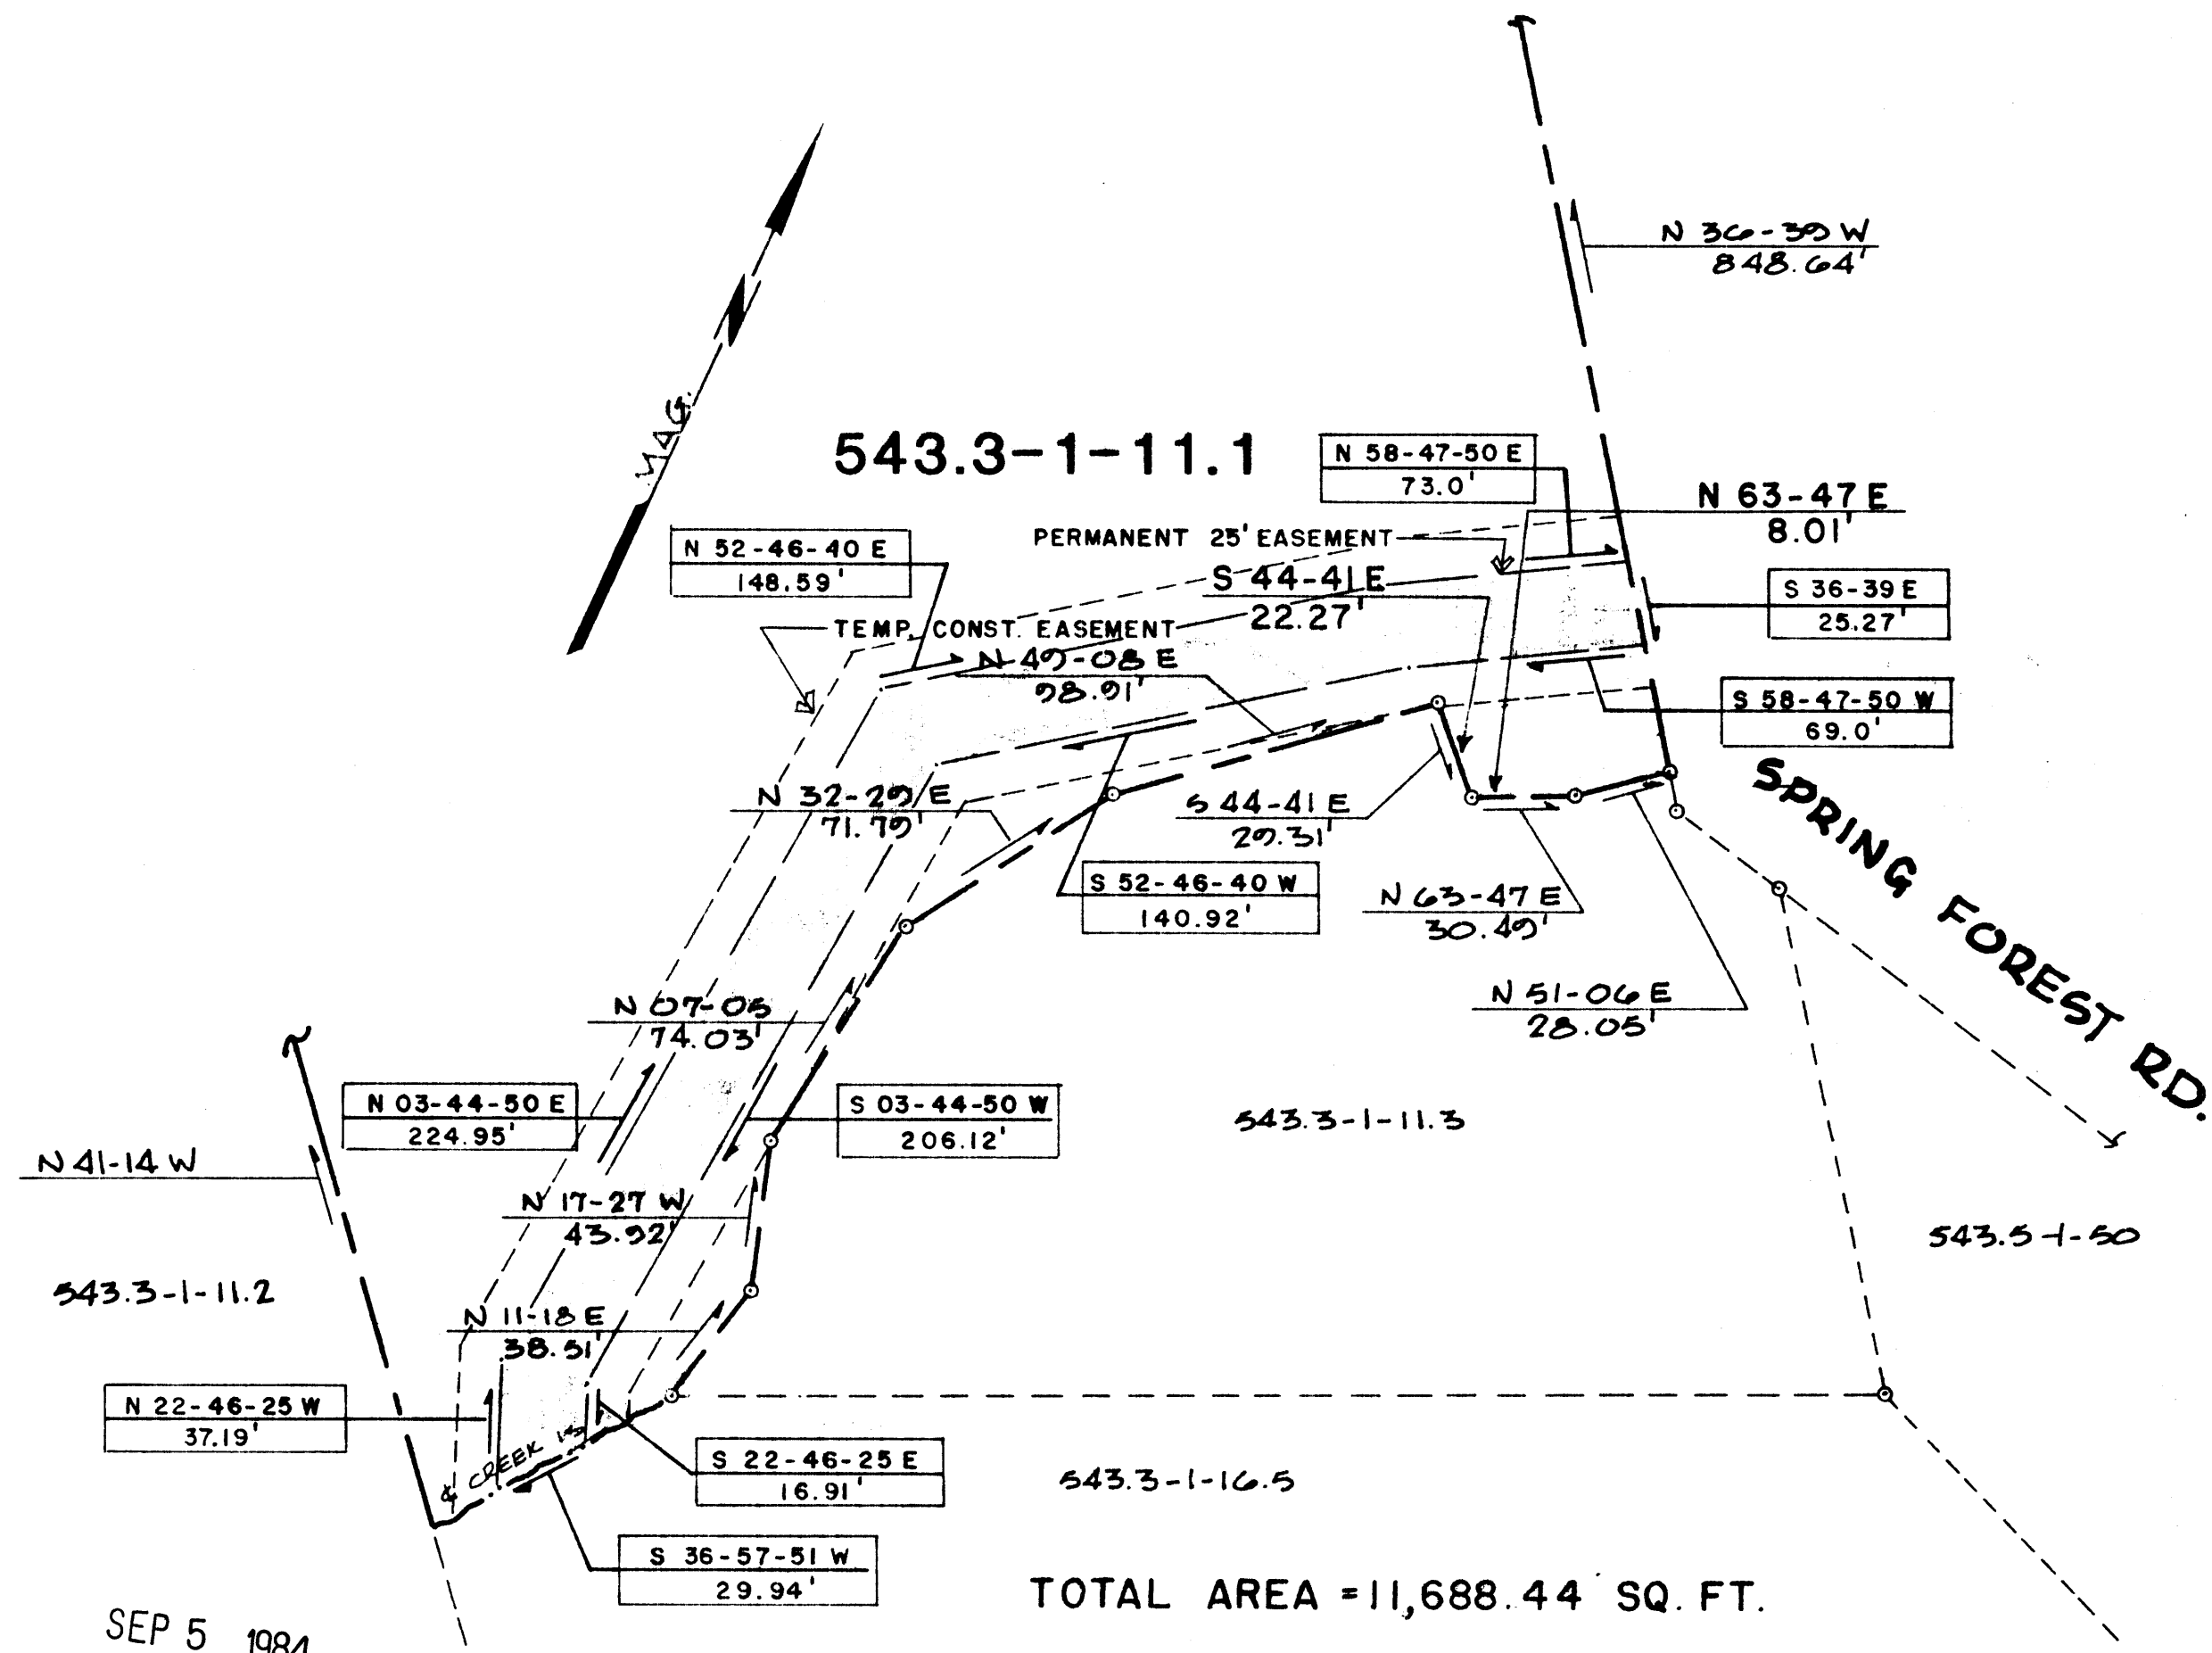 N 36-39 W
848.64'
MAG.
N
543.3-1-11.1
N 58-47-50 E
73.0'
N 63-47 E
8.01'
PERMANENT 25' EASEMENT
N 52-46-40 E
148.59'
S 44-41 E
22.27'
S 36-39 E
25.27'
TEMP. CONST. EASEMENT
N 49-08 E
98.91'
S 58-47-50 W
69.0'
SPRING FOREST RD.
N 32-29 E
71.79'
S 44-41 E
29.31'
S 52-46-40 W
140.92'
N 63-47 E
30.49'
N 51-06 E
28.05'
N 07-05
74.03'
N 03-44-50 E
224.95'
S 03-44-50 W
206.12'
543.3-1-11.3
N 41-14 W
N 17-27 W
43.92'
543.5-1-50
543.3-1-11.2
N 11-18 E
38.51'
N 22-46-25 W
37.19'
℄ CREEK IS
S 22-46-25 E
16.91'
543.3-1-16.5
S 36-57-51 W
29.94'
TOTAL AREA = 11,688.44 SQ. FT.
SEP 5 1984